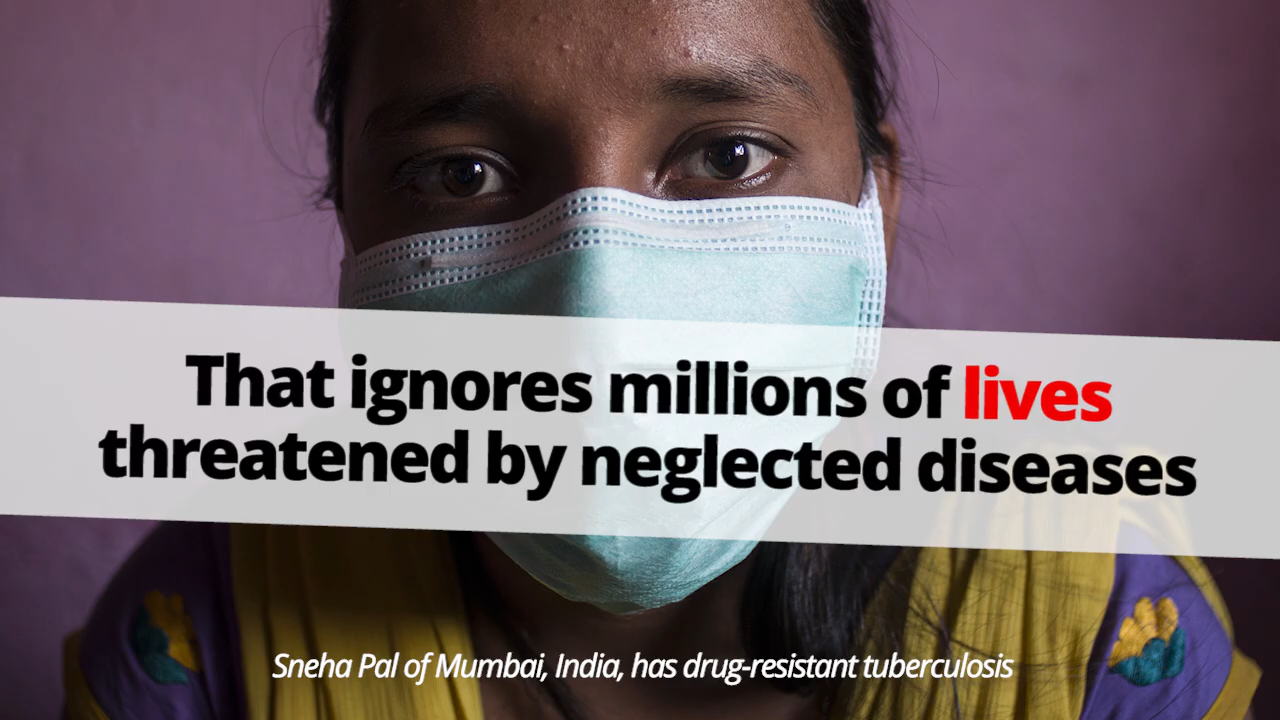 That ignores millions of lives
threatened by neglected diseases
Sneha Pal of Mumbai, India, has drug-resistant tuberculosis